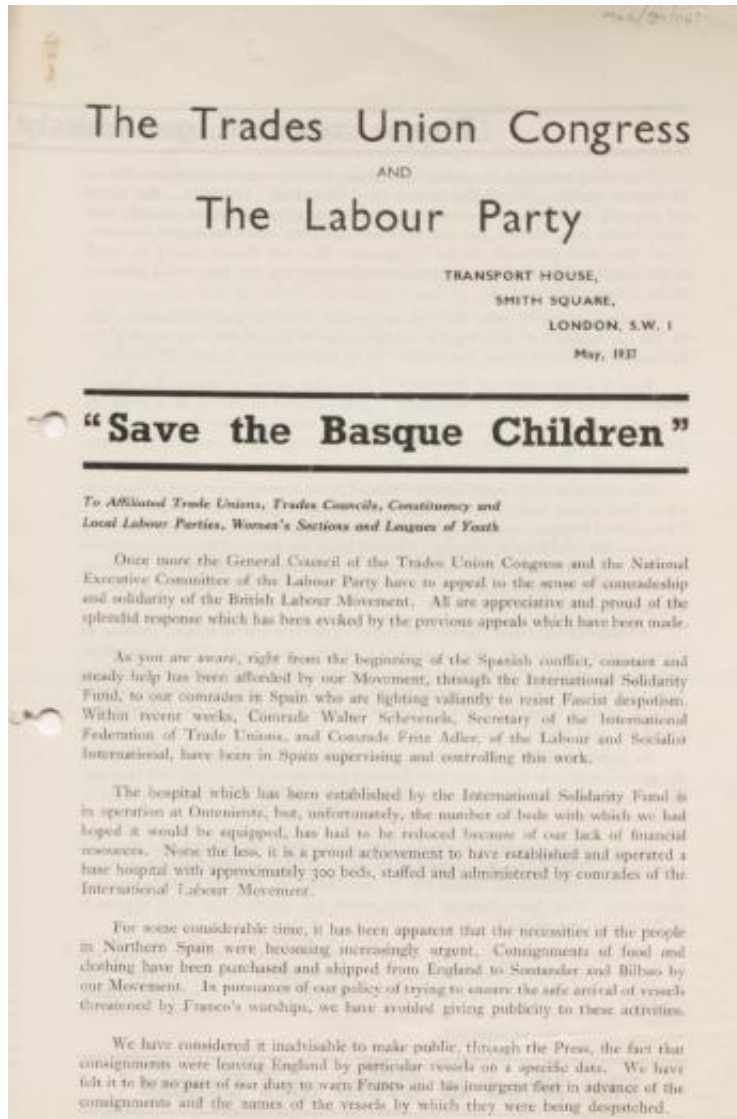 The Trades Union Congress
AND
The Labour Party
TRANSPORT HOUSE,
SMITH SQUARE,
LONDON, S.W. 1
May, 1937
"Save the Basque Children"
To Affiliated Trade Unions, Trades Councils, Constituency and
Local Labour Parties, Women's Sections and Leagues of Youth
Once more the General Council of the Trades Union Congress and the National
Executive Committee of the Labour Party have to appeal to the sense of comradeship
and solidarity of the British Labour Movement. All are appreciative and proud of the
splendid response which has been evoked by the previous appeals which have been made.
As you are aware, right from the beginning of the Spanish conflict, constant and
steady help has been afforded by our Movement, through the International Solidarity
Fund, to our comrades in Spain who are fighting valiantly to resist Fascist despotism.
Within recent weeks, Comrade Walter Schevenels, Secretary of the International
Federation of Trade Unions, and Comrade Fritz Adler, of the Labour and Socialist
International, have been in Spain supervising and controlling this work.
The hospital which has been established by the International Solidarity Fund is
in operation at Onteniente, but, unfortunately, the number of beds with which we had
hoped it would be equipped, has had to be reduced because of our lack of financial
resources. None the less, it is a proud achievement to have established and operated a
base hospital with approximately 300 beds, staffed and administered by comrades of the
International Labour Movement.
For some considerable time, it has been apparent that the necessities of the people
in Northern Spain were becoming increasingly urgent. Consignments of food and
clothing have been purchased and shipped from England to Santander and Bilbao by
our Movement. In pursuance of our policy of trying to ensure the safe arrival of vessels
threatened by Franco's warships, we have avoided giving publicity to these activities.
We have considered it inadvisable to make public, through the Press, the fact that
consignments were leaving England by particular vessels on a specific date. We have
felt it to be no part of our duty to warn Franco and his insurgent fleet in advance of the
consignments and the names of the vessels by which they were being despatched.